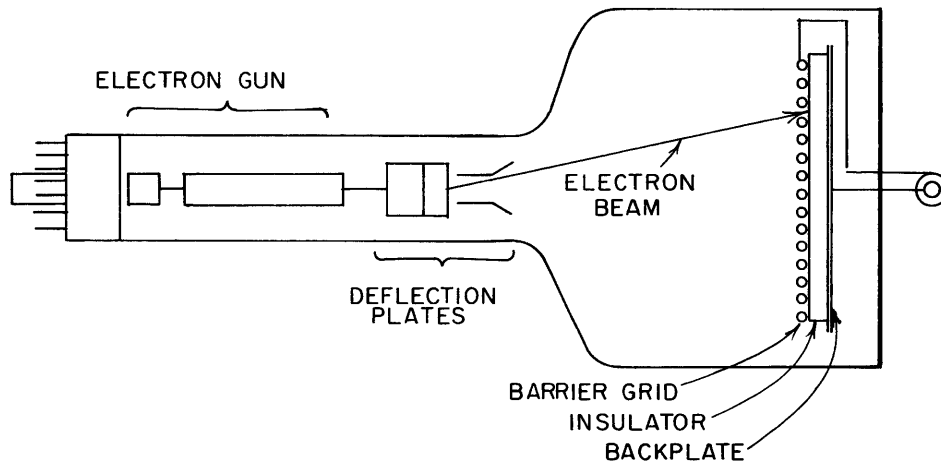 ELECTRON GUN
ELECTRON
BEAM
DEFLECTION
PLATES
BARRIER GRID
INSULATOR
BACKPLATE